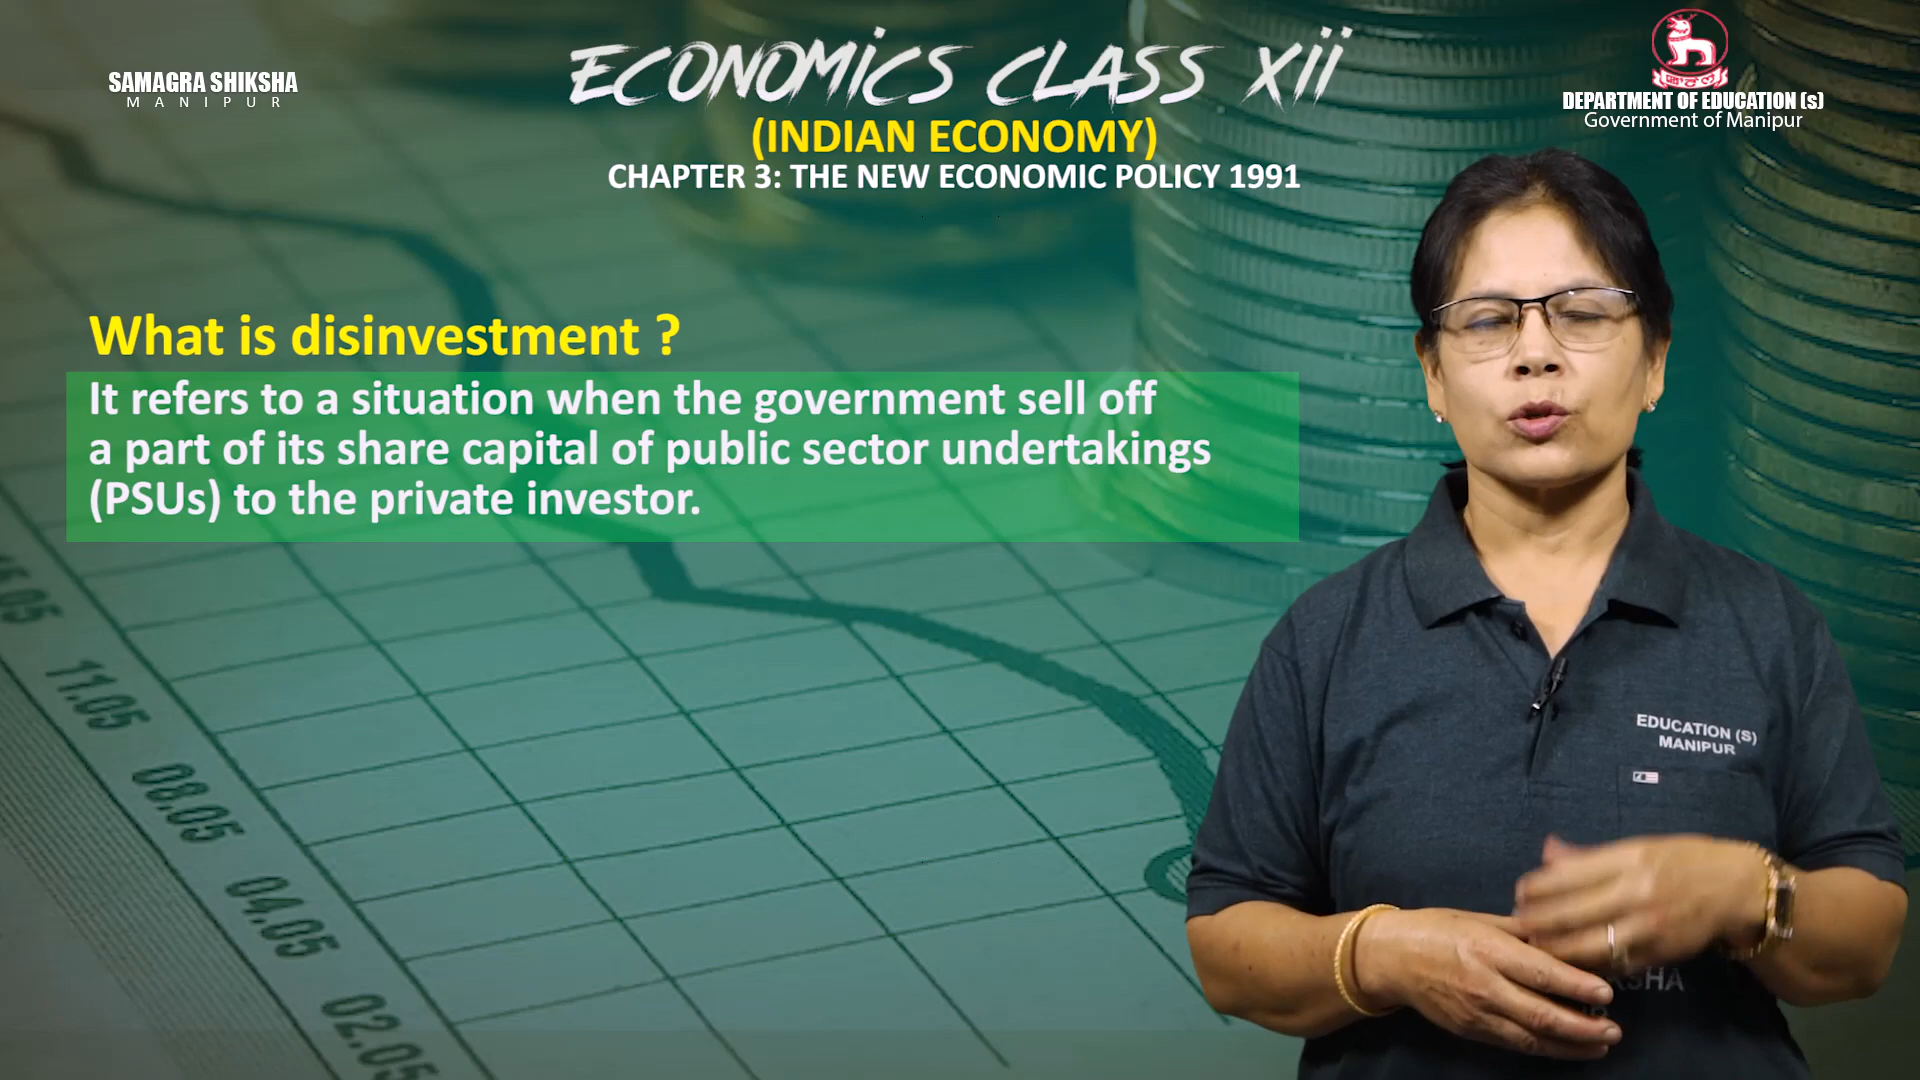 SAMAGRA SHIKSHA
MANIPUR
ECONOMICS CLASS XII
(INDIAN ECONOMY)
CHAPTER 3: THE NEW ECONOMIC POLICY 1991
DEPARTMENT OF EDUCATION (s)
Government of Manipur
What is disinvestment ?
It refers to a situation when the government sell off
a part of its share capital of public sector undertakings
(PSUs) to the private investor.
11.05
08.05
04.05
02.05
EDUCATION (S)
MANIPUR